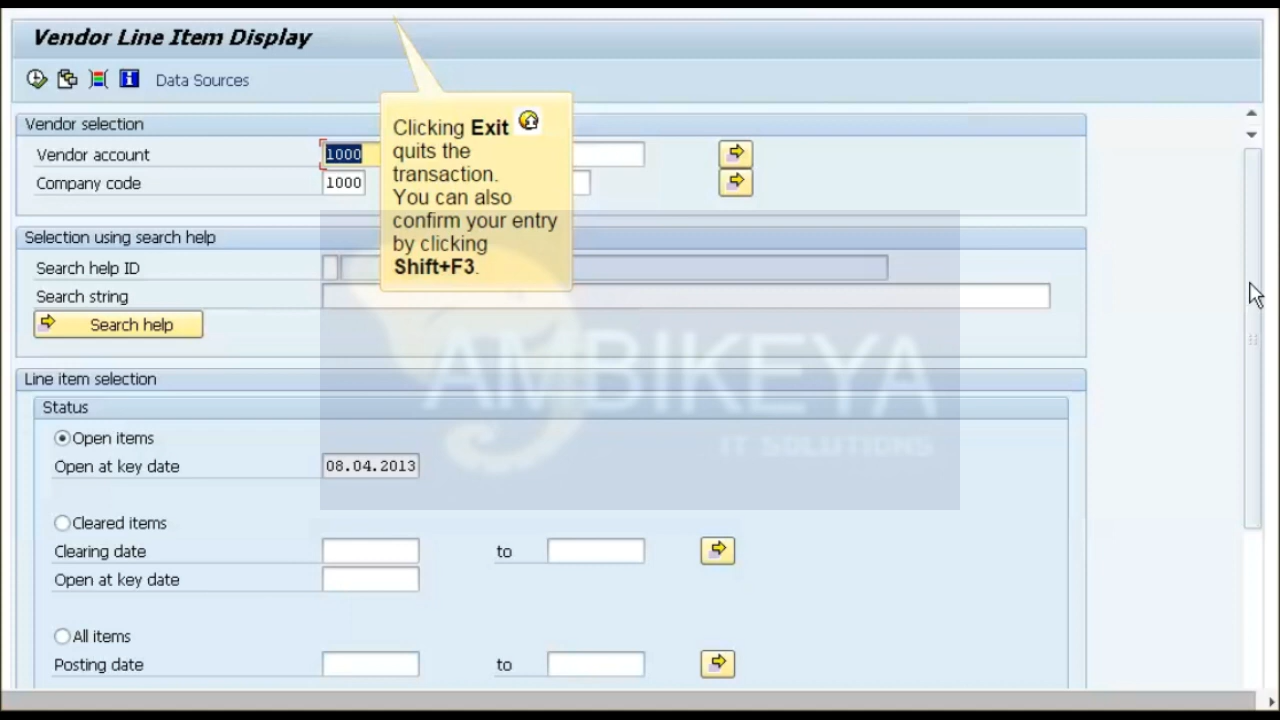 Vendor Line Item Display
Data Sources
Clicking Exit
quits the
transaction.
You can also
confirm your entry
by clicking
Shift+F3.
Vendor selection
Vendor account 1000
Company code 1000
Selection using search help
Search help ID
Search string
Search help
Line item selection
Status
Open items
Open at key date 08.04.2013
Cleared items
Clearing date to
Open at key date
All items
Posting date to
AMBIKEYA
IT SOLUTIONS